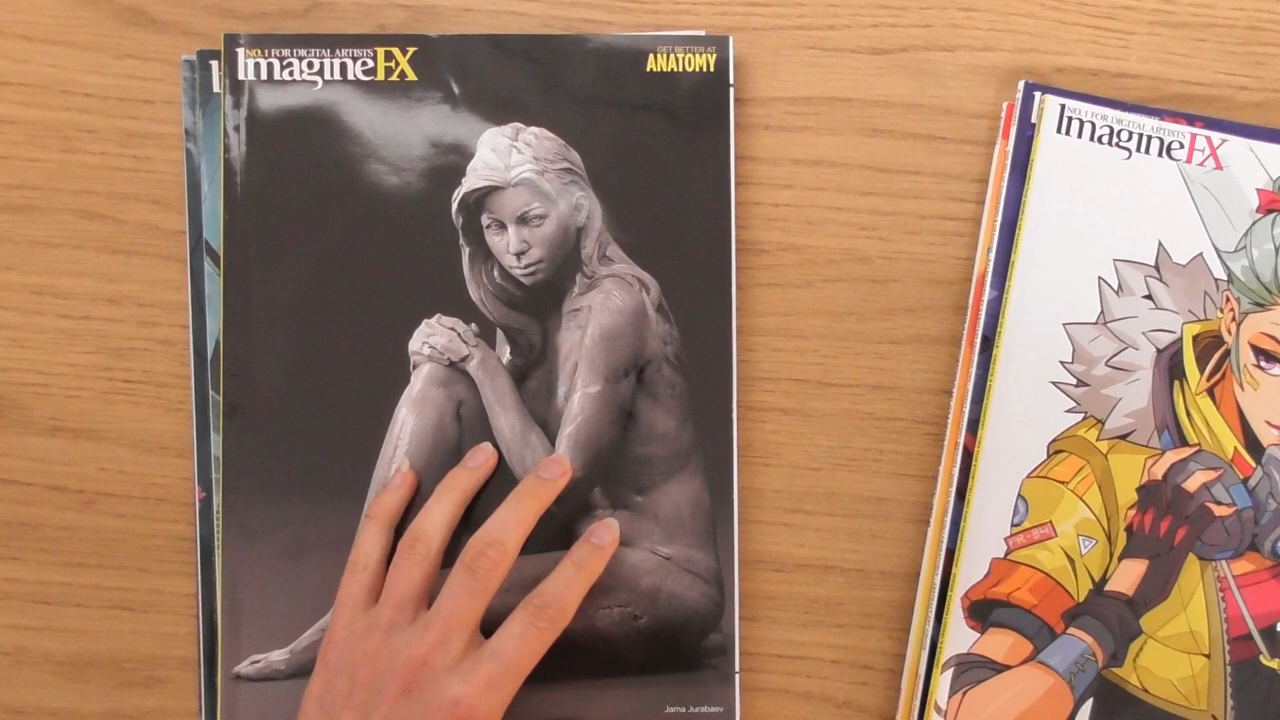 NO.1 FOR DIGITAL ARTISTS
ImagineFX
GET BETTER AT
ANATOMY
Jama Jurabaev
NO.1 FOR DIGITAL ARTISTS
ImagineFX
PR-84